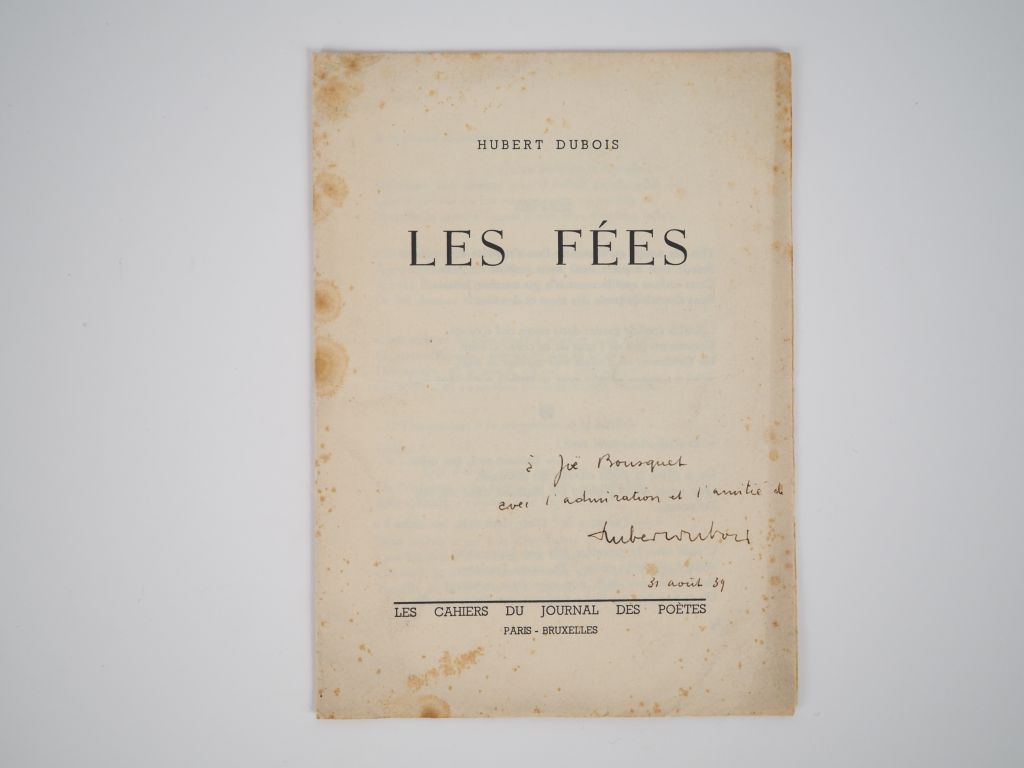 HUBERT DUBOIS
LES FÉES
à Joë Bousquet
avec l'admiration et l'amitié de
Hubert Dubois
31 août 39
LES CAHIERS DU JOURNAL DES POÈTES
PARIS - BRUXELLES